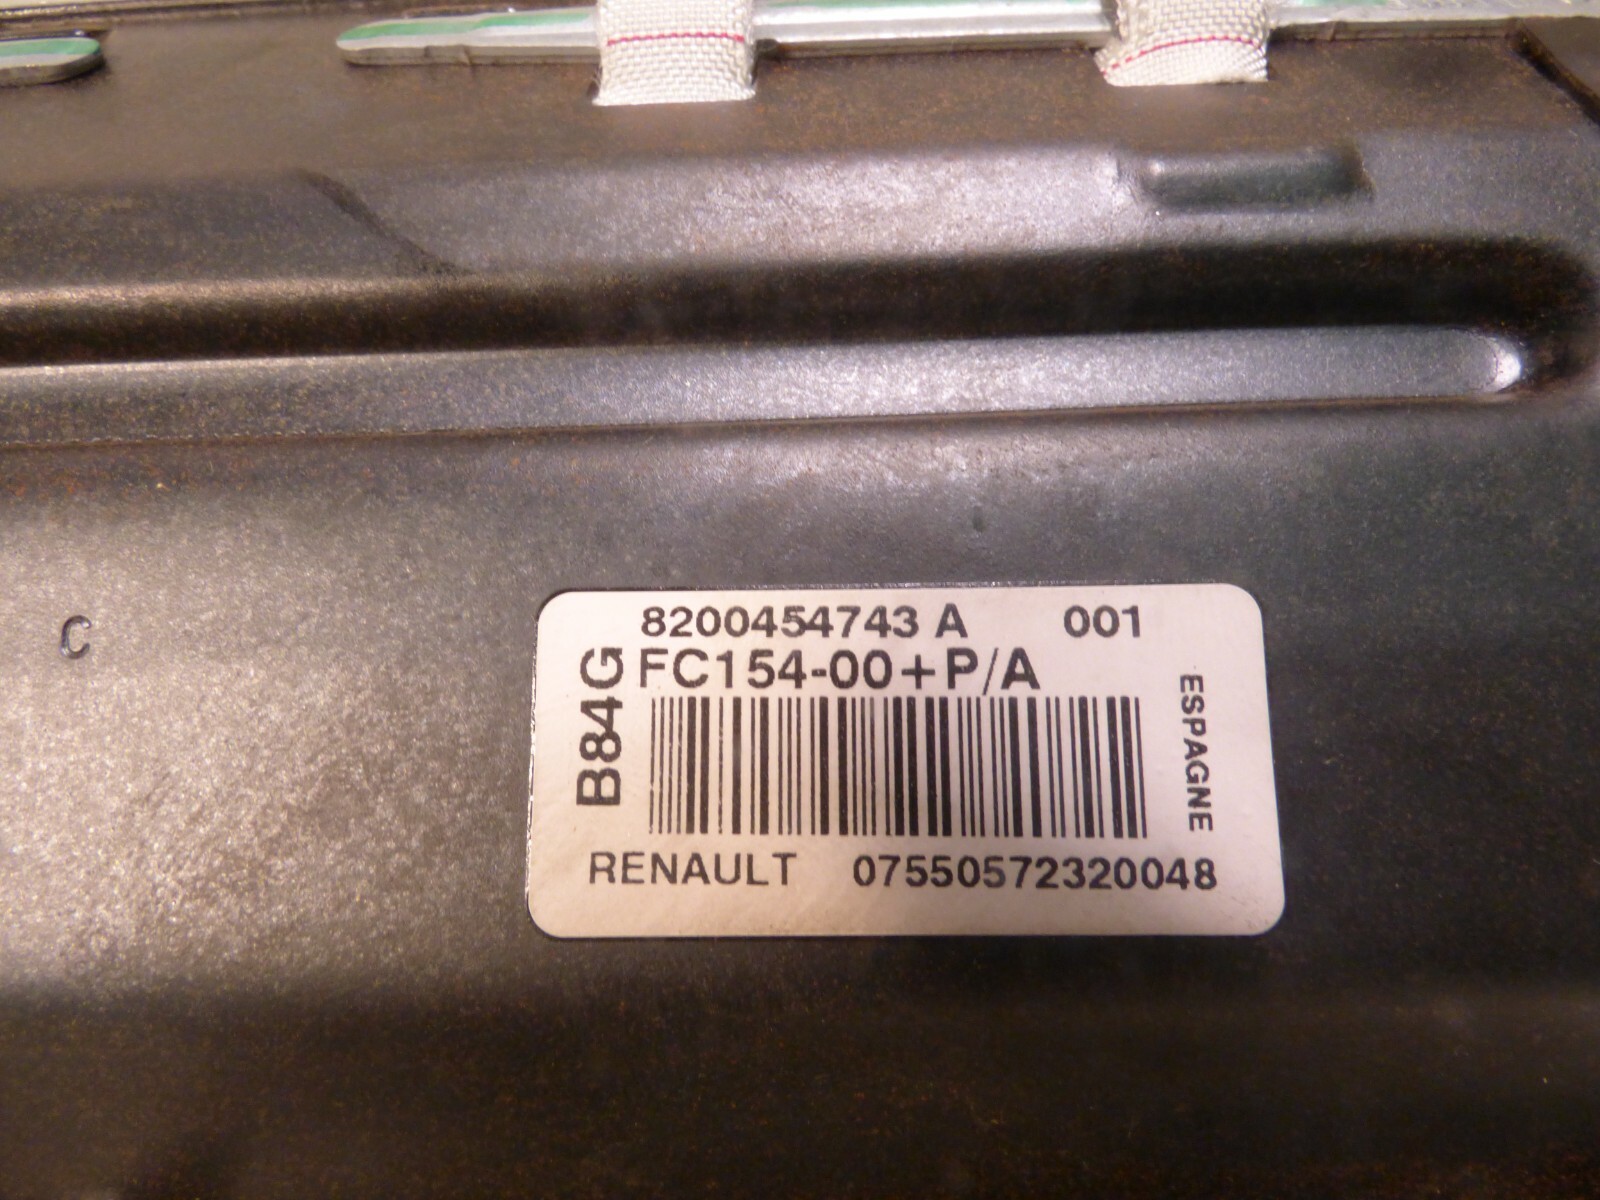 8200454743 A 001
FC154-00+P/A
B84G
ESPAGNE
RENAULT 07550572320048
C